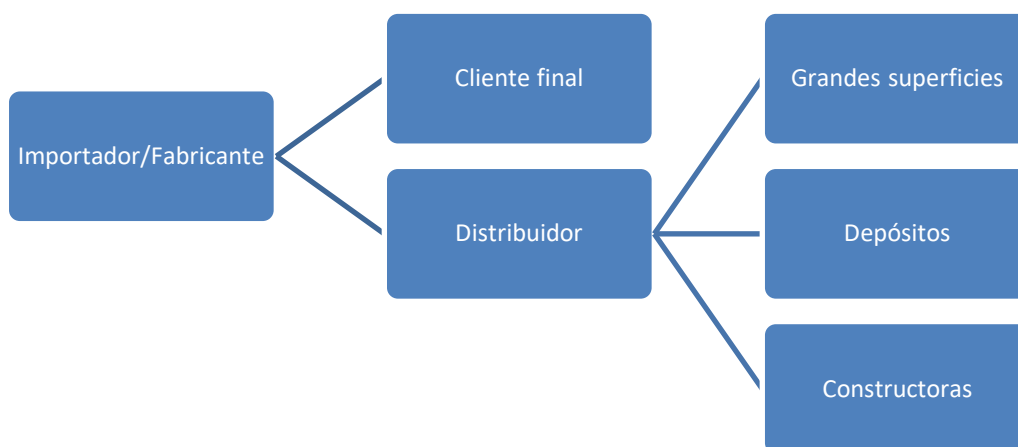 Importador/Fabricante
Cliente final
Distribuidor
Grandes superficies
Depósitos
Constructoras